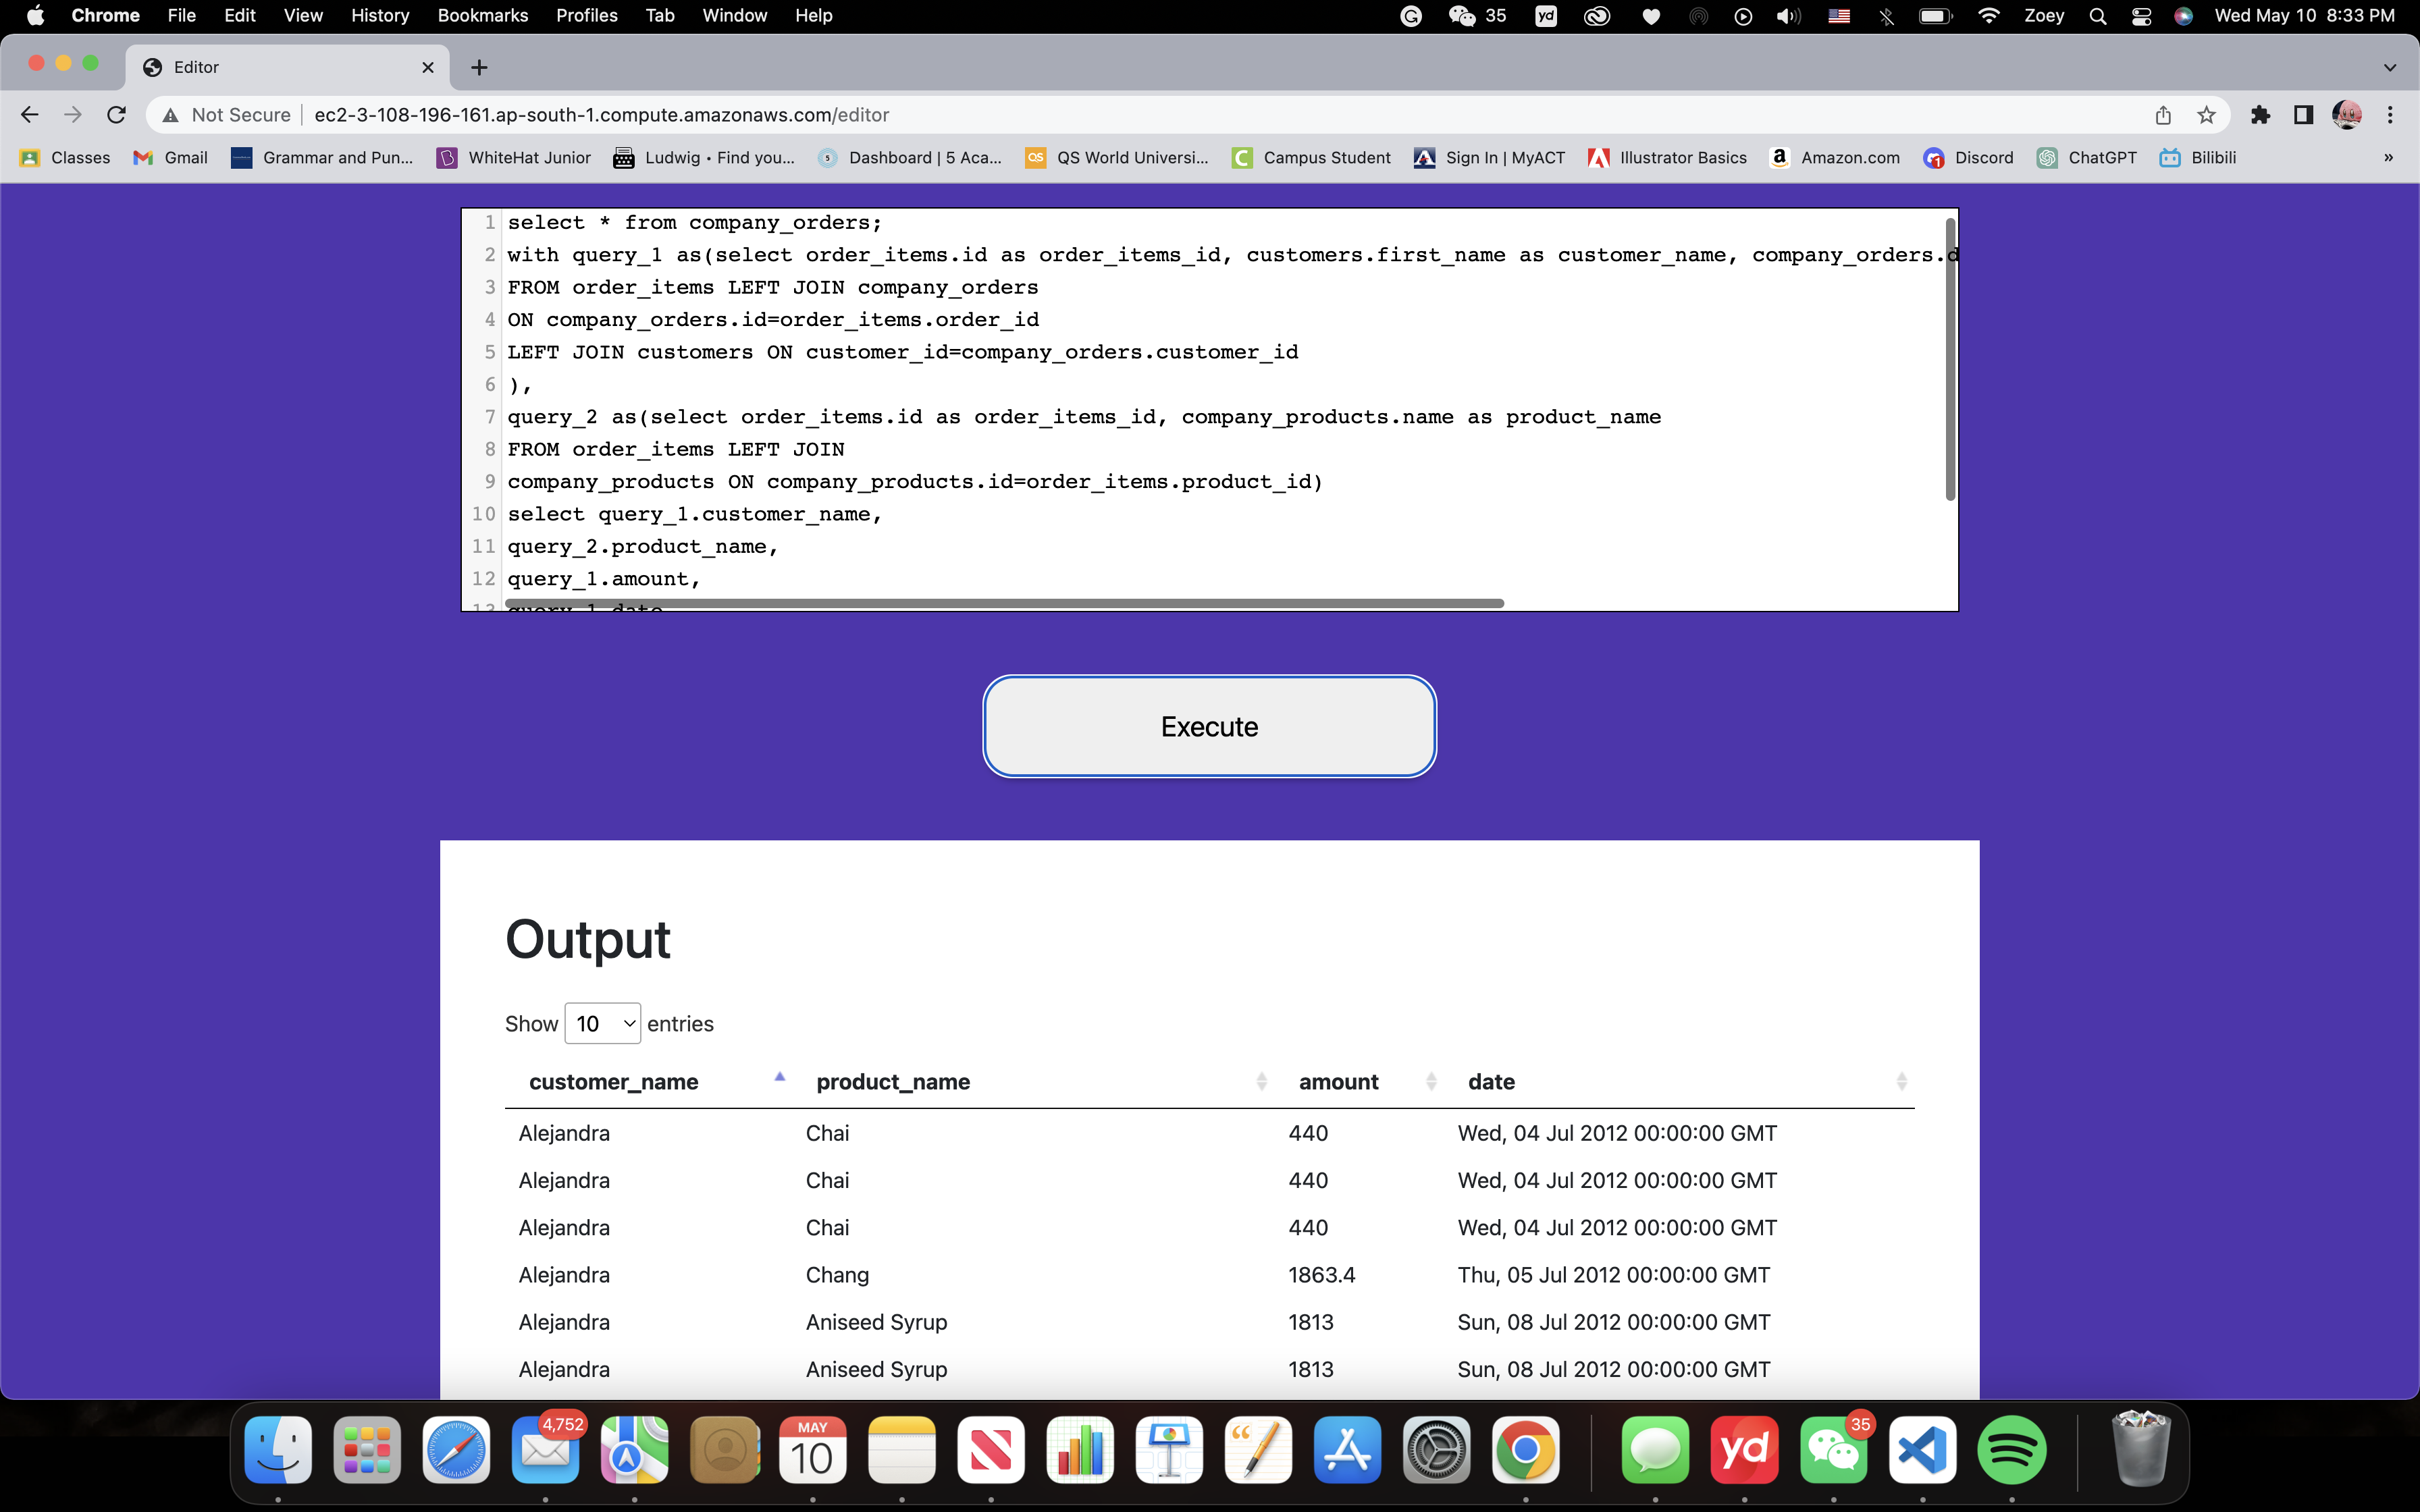 Chrome File Edit View History Bookmarks Profiles Tab Window Help 35 yd Zoey Wed May 10 8:33 PM
Editor
Not Secure ec2-3-108-196-161.ap-south-1.compute.amazonaws.com/editor
Classes Gmail Grammar and Pun... WhiteHat Junior Ludwig • Find you... Dashboard | 5 Aca... QS World Universi... Campus Student Sign In | MyACT Illustrator Basics Amazon.com Discord ChatGPT Bilibili »
1 select * from company_orders;
2 with query_1 as(select order_items.id as order_items_id, customers.first_name as customer_name, company_orders.d
3 FROM order_items LEFT JOIN company_orders
4 ON company_orders.id=order_items.order_id
5 LEFT JOIN customers ON customer_id=company_orders.customer_id
6 ),
7 query_2 as(select order_items.id as order_items_id, company_products.name as product_name
8 FROM order_items LEFT JOIN
9 company_products ON company_products.id=order_items.product_id)
10 select query_1.customer_name,
11 query_2.product_name,
12 query_1.amount,
13 query_1.date
Execute
Output
Show 10 entries
customer_name product_name amount date
Alejandra Chai 440 Wed, 04 Jul 2012 00:00:00 GMT
Alejandra Chai 440 Wed, 04 Jul 2012 00:00:00 GMT
Alejandra Chai 440 Wed, 04 Jul 2012 00:00:00 GMT
Alejandra Chang 1863.4 Thu, 05 Jul 2012 00:00:00 GMT
Alejandra Aniseed Syrup 1813 Sun, 08 Jul 2012 00:00:00 GMT
Alejandra Aniseed Syrup 1813 Sun, 08 Jul 2012 00:00:00 GMT
4,752 MAY 10 yd 35